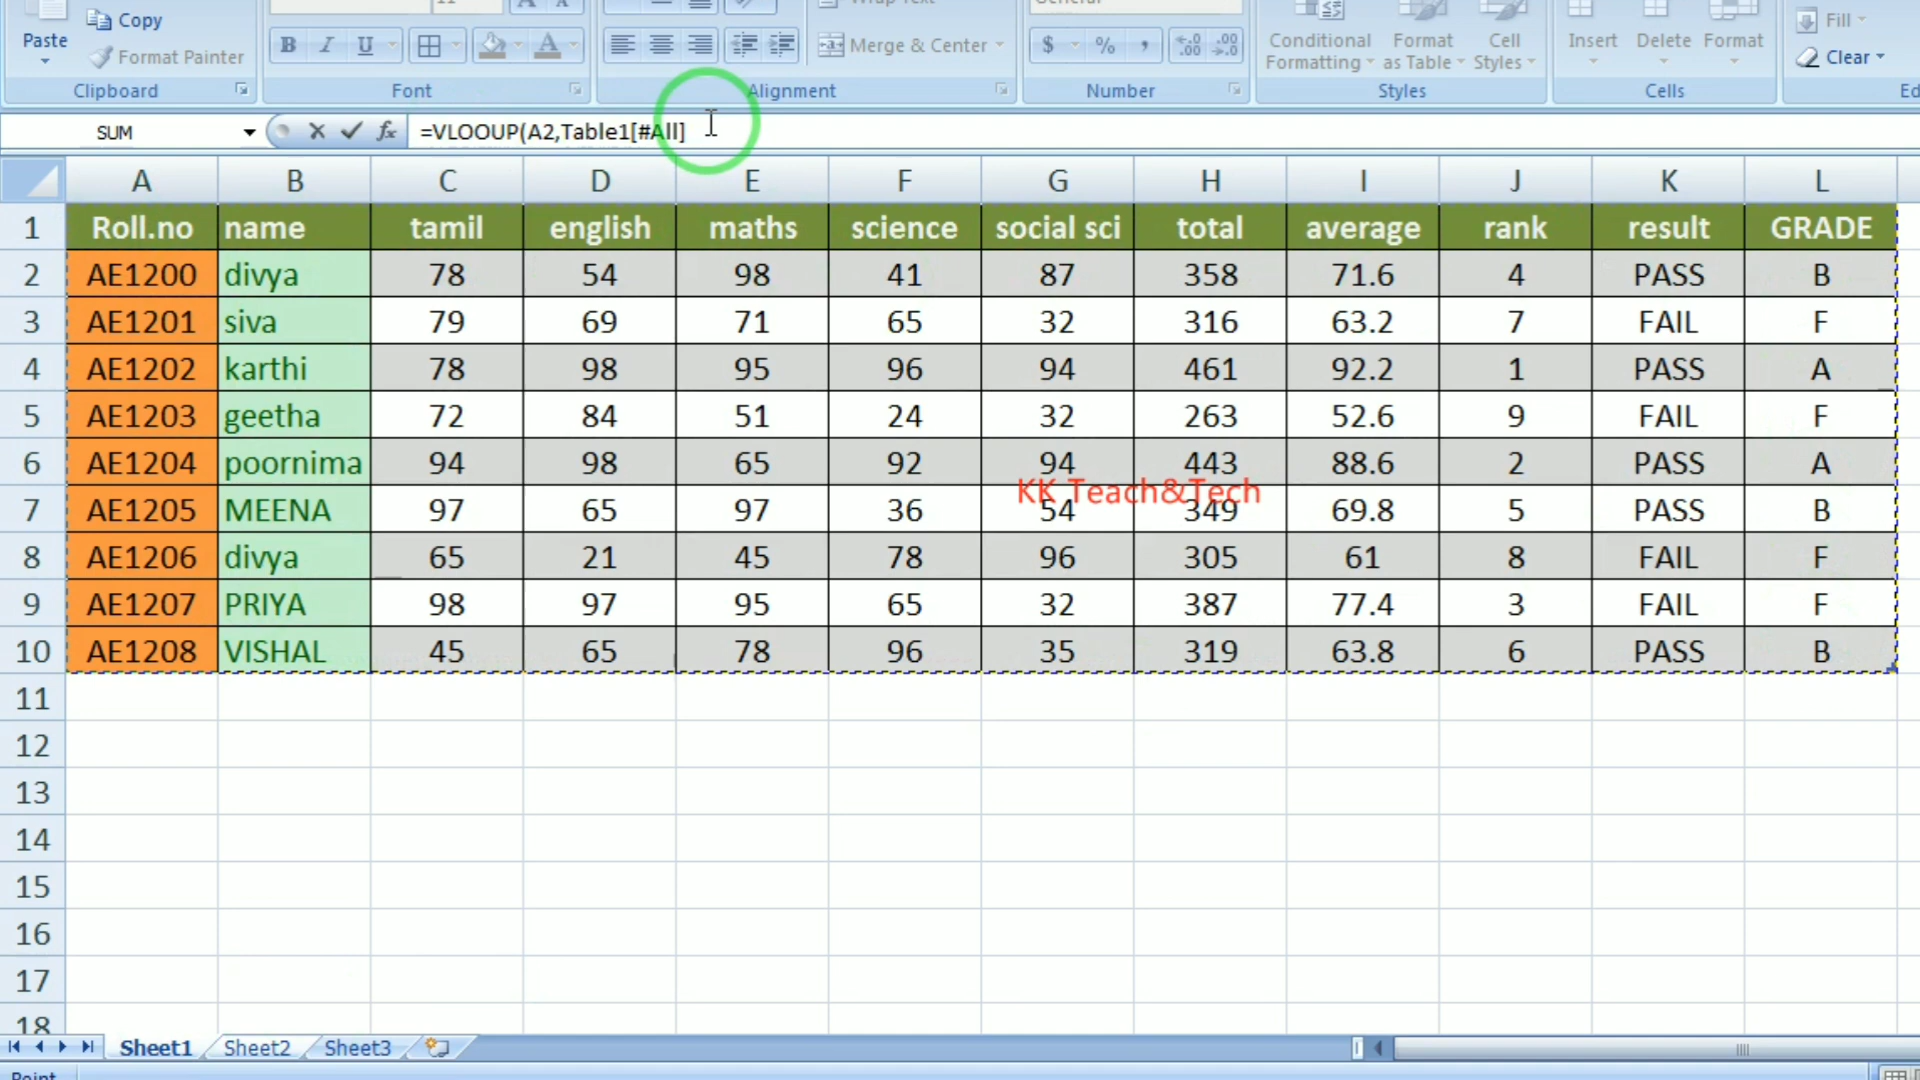 Copy
Paste
Format Painter
Merge & Center
$ % ,
Conditional Formatting
Format as Table
Cell Styles
Insert Delete Format
Fill
Clear
B I U A
Clipboard Font Alignment Number Styles Cells Ed
SUM fx =VLOOUP(A2,Table1[#All]
A B C D E F G H I J K L
1 Roll.no name tamil english maths science social sci total average rank result GRADE
2 AE1200 divya 78 54 98 41 87 358 71.6 4 PASS B
3 AE1201 siva 79 69 71 65 32 316 63.2 7 FAIL F
4 AE1202 karthi 78 98 95 96 94 461 92.2 1 PASS A
5 AE1203 geetha 72 84 51 24 32 263 52.6 9 FAIL F
6 AE1204 poornima 94 98 65 92 94 443 88.6 2 PASS A
KK Teach&Tech
7 AE1205 MEENA 97 65 97 36 54 349 69.8 5 PASS B
8 AE1206 divya 65 21 45 78 96 305 61 8 FAIL F
9 AE1207 PRIYA 98 97 95 65 32 387 77.4 3 FAIL F
10 AE1208 VISHAL 45 65 78 96 35 319 63.8 6 PASS B
11
12
13
14
15
16
17
18
Sheet1 Sheet2 Sheet3
Point